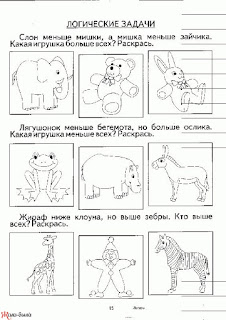 ЛОГИЧЕСКИЕ ЗАДАЧИ
Слон меньше мишки, а мишка меньше зайчика.
Какая игрушка больше всех? Раскрась.
Лягушонок меньше бегемота, но больше ослика.
Какая игрушка меньше всех? Раскрась.
Жираф ниже клоуна, но выше зебры. Кто выше
всех? Раскрась.